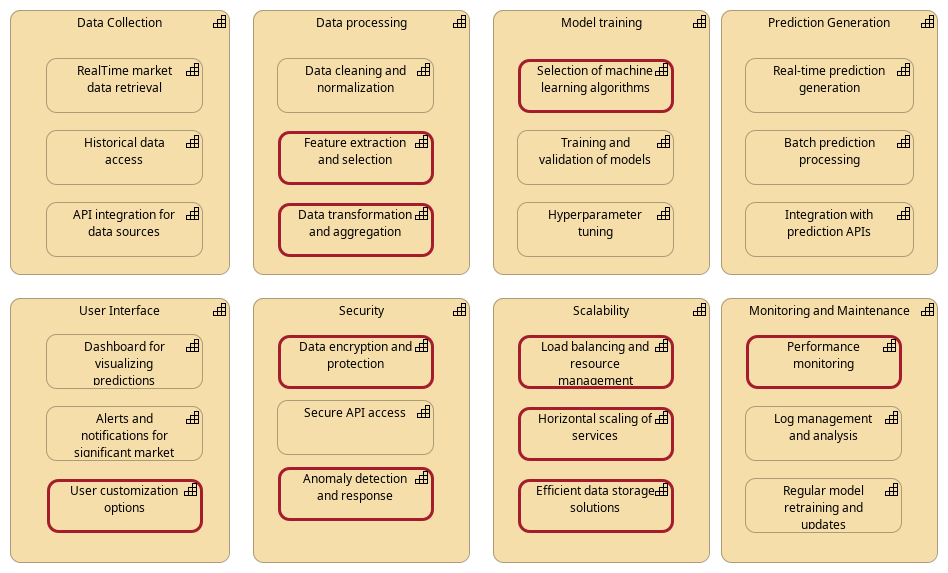 Data Collection
RealTime market
data retrieval
Historical data
access
API integration for
data sources
Data processing
Data cleaning and
normalization
Feature extraction
and selection
Data transformation
and aggregation
Model training
Selection of machine
learning algorithms
Training and
validation of models
Hyperparameter
tuning
Prediction Generation
Real-time prediction
generation
Batch prediction
processing
Integration with
prediction APIs
User Interface
Dashboard for
visualizing
predictions
Alerts and
notifications for
significant market
User customization
options
Security
Data encryption and
protection
Secure API access
Anomaly detection
and response
Scalability
Load balancing and
resource
management
Horizontal scaling of
services
Efficient data storage
solutions
Monitoring and Maintenance
Performance
monitoring
Log management
and analysis
Regular model
retraining and
updates